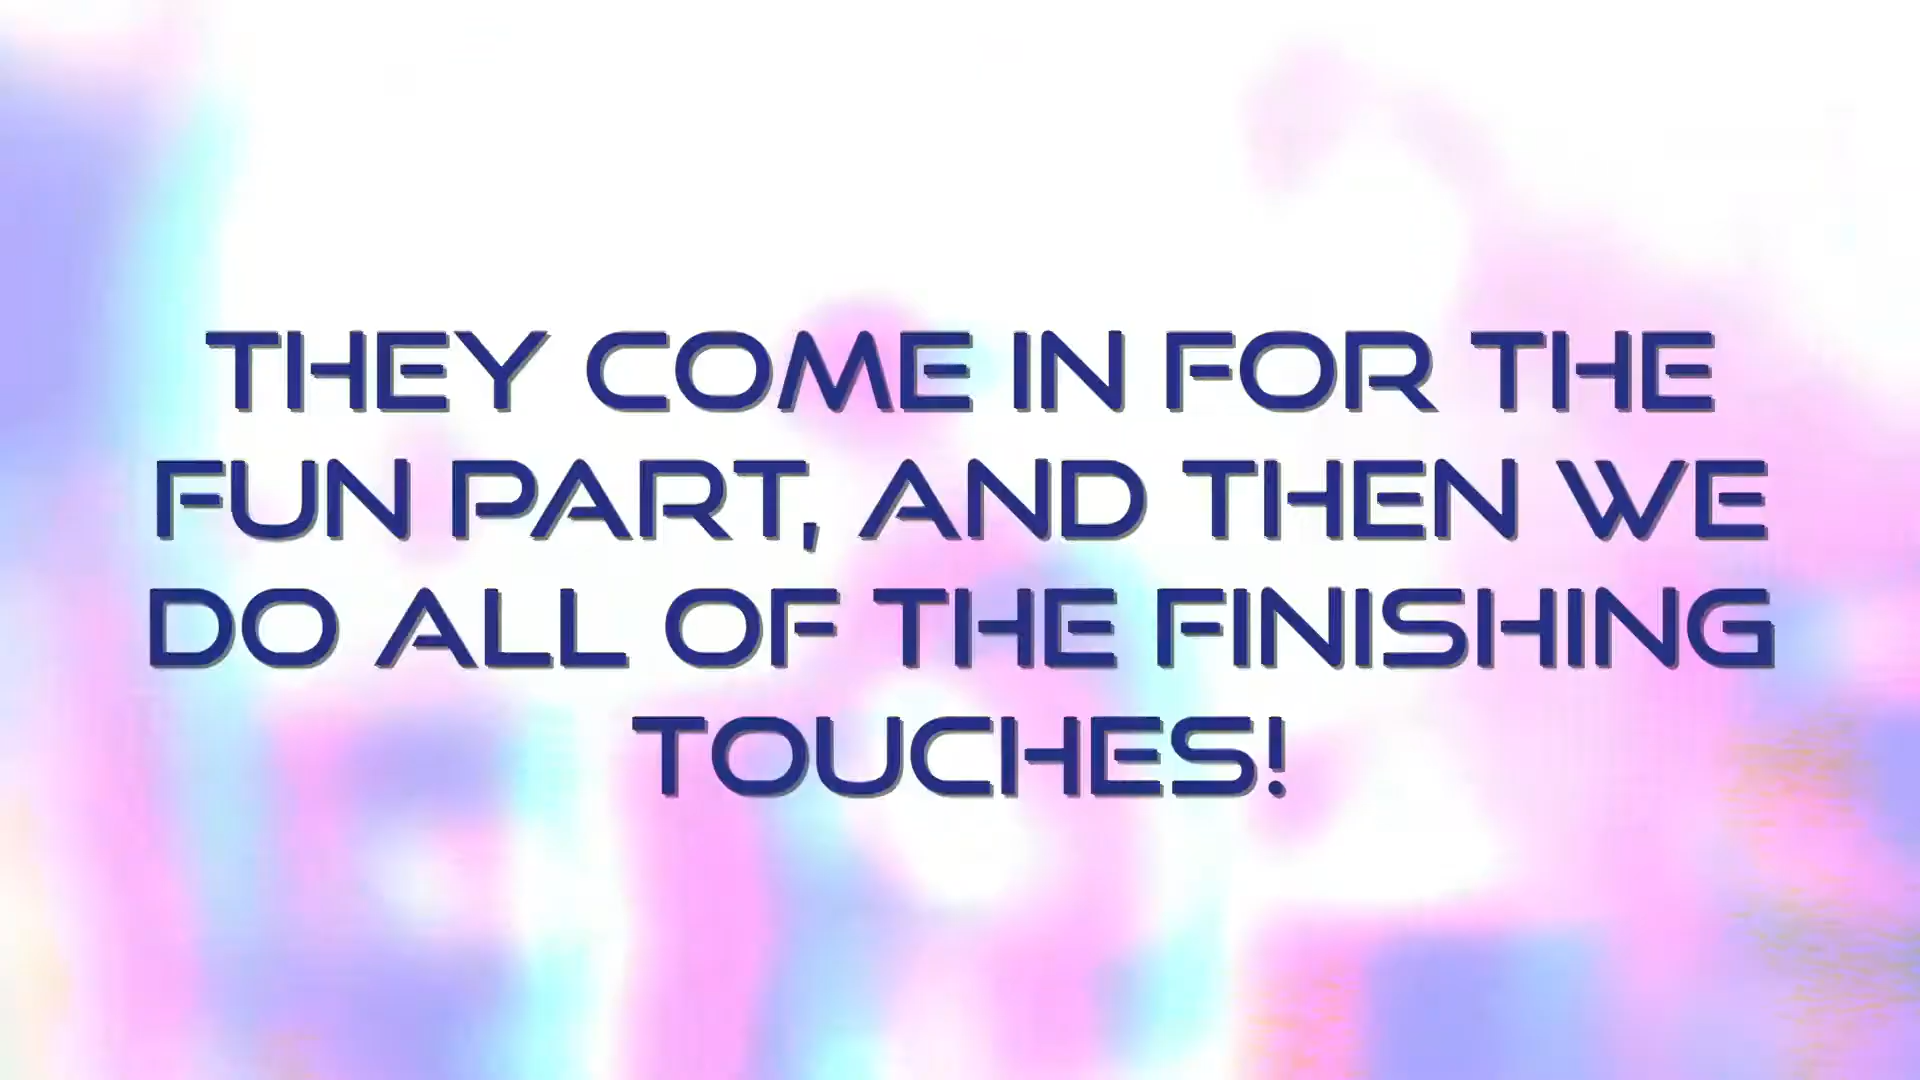 THEY COME IN FOR THE
FUN PART, AND THEN WE
DO ALL OF THE FINISHING
TOUCHES!